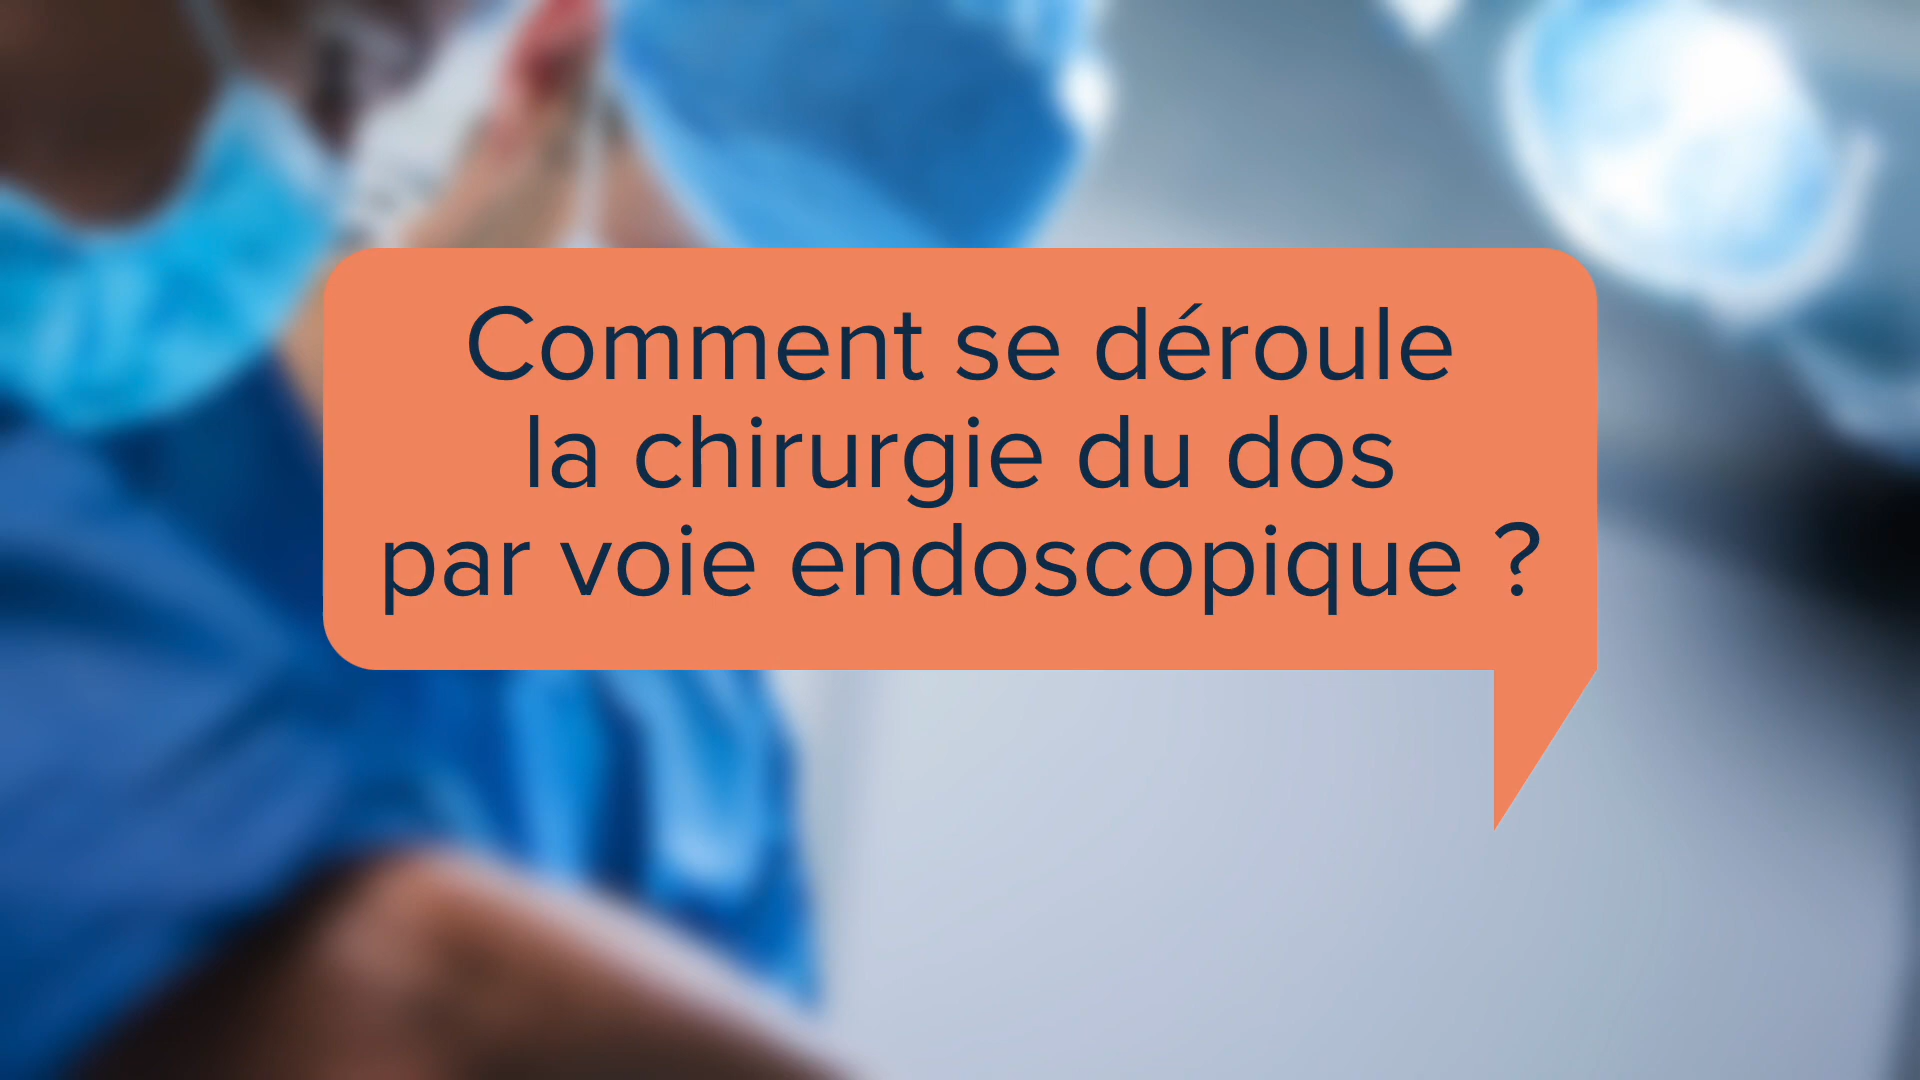 Comment se déroule
la chirurgie du dos
par voie endoscopique ?